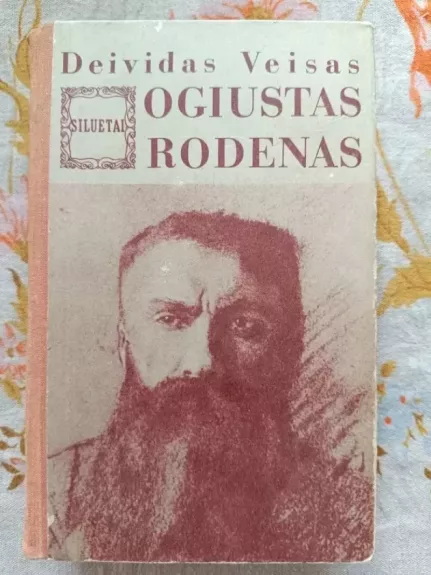 Deividas Veisas
SILUETAI
OGIUSTAS
RODENAS